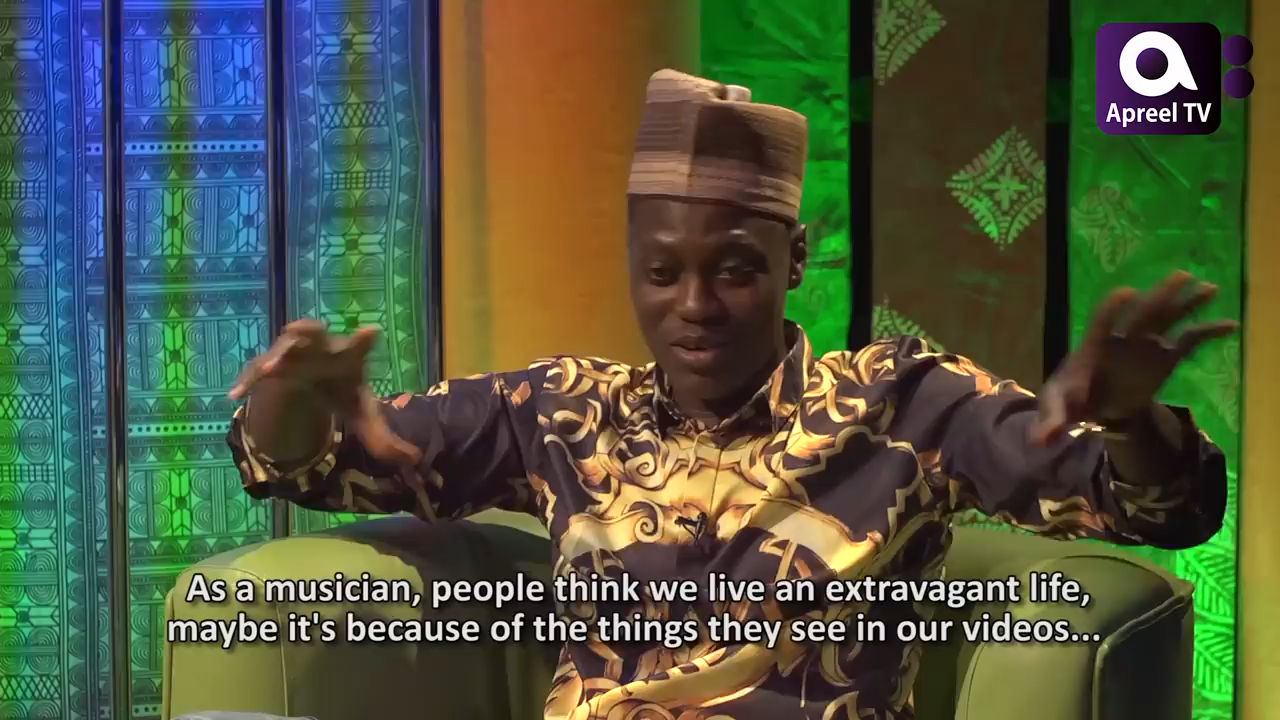 Apreel TV
As a musician, people think we live an extravagant life,
maybe it's because of the things they see in our videos...